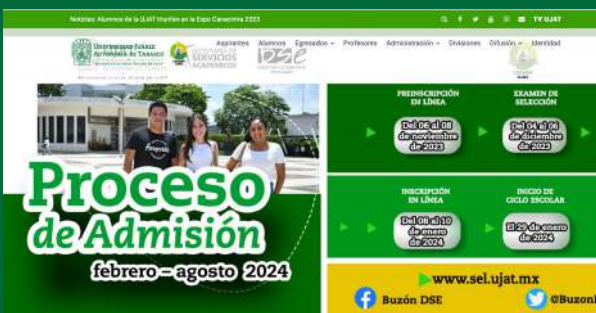 Noticias: Alumnos de la UJAT triunfan en la Expo Canaemira 2023
TV UJAT
Universidad Juárez
Autónoma de Tabasco
SERVICIOS
ACADÉMICOS
DSE
Aspirantes Alumnos Egresados Profesores Administración Divisiones Difusión Identidad
Proceso
de Admisión
febrero – agosto 2024
PREINSCRIPCIÓN
EN LÍNEA
Del 06 al 08
de noviembre
de 2023
EXAMEN DE
SELECCIÓN
Del 04 al 06
de diciembre
de 2023
INSCRIPCIÓN
EN LÍNEA
Del 08 al 10
de enero
de 2024
INICIO DE
CICLO ESCOLAR
El 29 de enero
de 2024
www.sel.ujat.mx
Buzón DSE
@Buzon